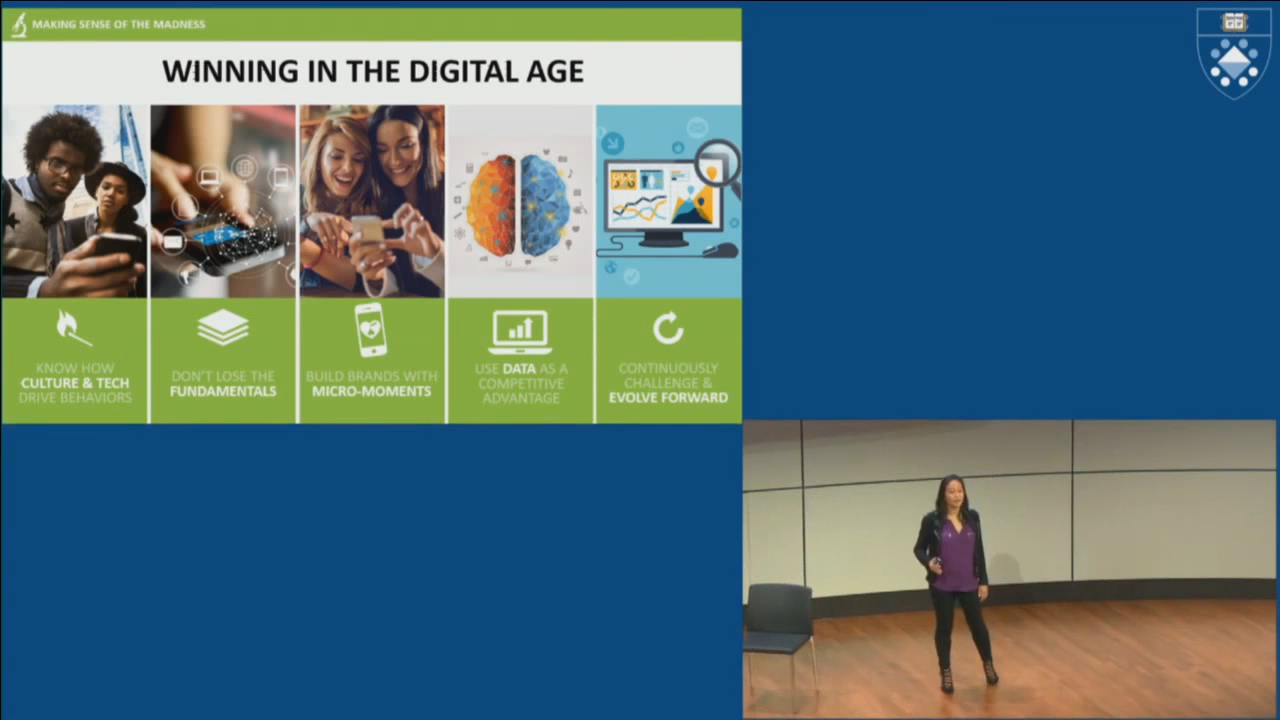 MAKING SENSE OF THE MADNESS
WINNING IN THE DIGITAL AGE
KNOW HOW
CULTURE & TECH
DRIVE BEHAVIORS
DON'T LOSE THE
FUNDAMENTALS
BUILD BRANDS WITH
MICRO-MOMENTS
USE DATA AS A
COMPETITIVE
ADVANTAGE
CONTINUOUSLY
CHALLENGE &
EVOLVE FORWARD